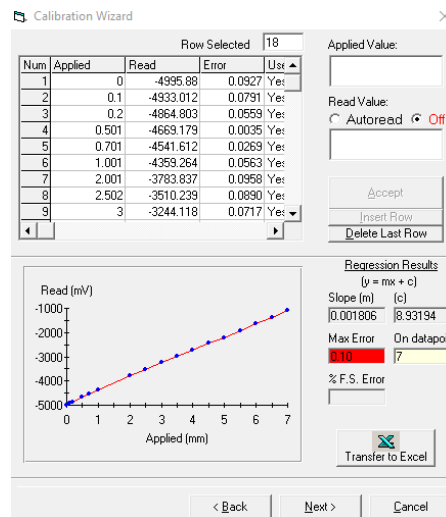 Calibration Wizard
Row Selected 18
Num Applied Read Error Use
1 0 -4995.88 0.0927 Yes
2 0.1 -4933.012 0.0791 Yes
3 0.2 -4864.803 0.0559 Yes
4 0.501 -4669.179 0.0035 Yes
5 0.701 -4541.612 0.0269 Yes
6 1.001 -4359.264 0.0563 Yes
7 2.001 -3783.837 0.0958 Yes
8 2.502 -3510.239 0.0890 Yes
9 3 -3244.118 0.0717 Yes
Applied Value:
Read Value:
Autoread Off
Accept
Insert Row
Delete Last Row
Read (mV)
-1000
-2000
-3000
-4000
-5000
0 1 2 3 4 5 6 7
Applied (mm)
Regression Results
(y = mx + c)
Slope (m) (c)
0.001806 8.93194
Max Error On datapoi
0.10 7
% F.S. Error
Transfer to Excel
< Back Next > Cancel